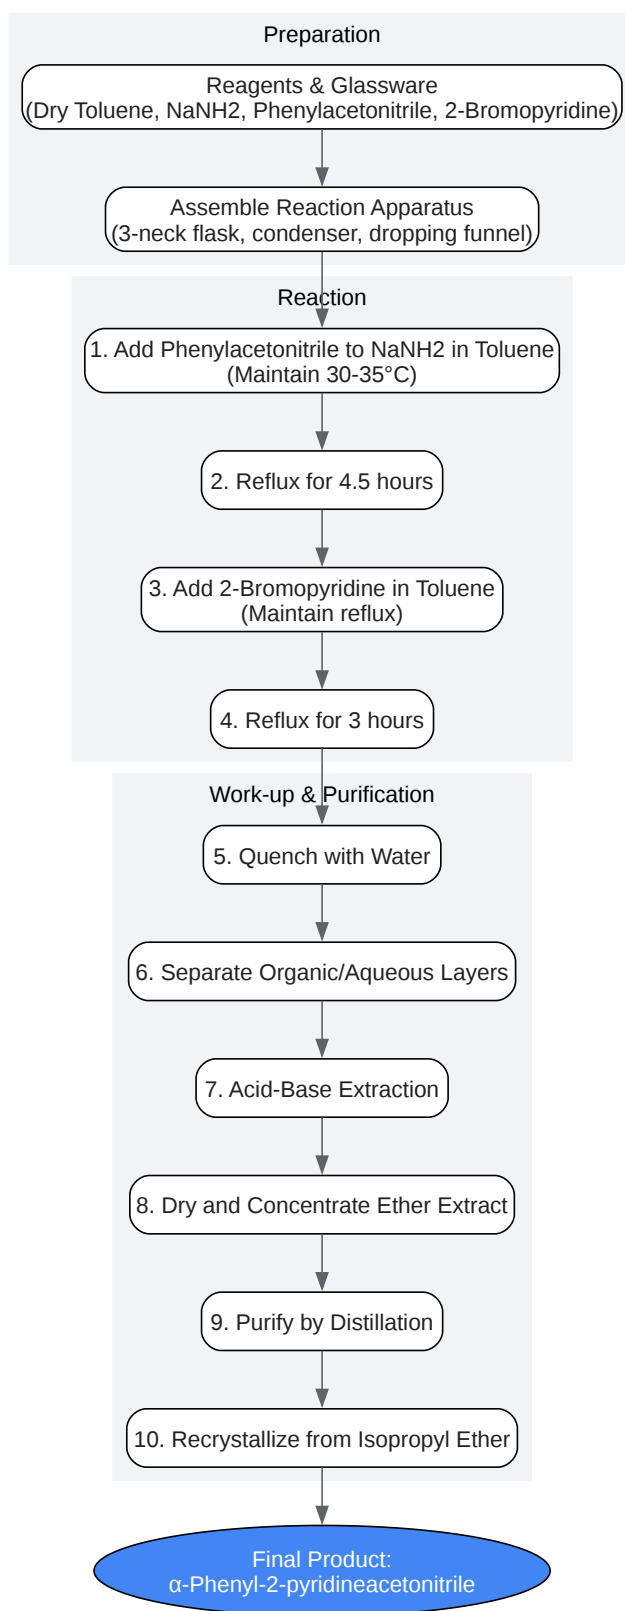 Preparation
Reagents & Glassware
(Dry Toluene, NaNH2, Phenylacetonitrile, 2-Bromopyridine)
Assemble Reaction Apparatus
(3-neck flask, condenser, dropping funnel)
Reaction
1. Add Phenylacetonitrile to NaNH2 in Toluene
(Maintain 30-35°C)
2. Reflux for 4.5 hours
3. Add 2-Bromopyridine in Toluene
(Maintain reflux)
4. Reflux for 3 hours
Work-up & Purification
5. Quench with Water
6. Separate Organic/Aqueous Layers
7. Acid-Base Extraction
8. Dry and Concentrate Ether Extract
9. Purify by Distillation
10. Recrystallize from Isopropyl Ether
Final Product:
α-Phenyl-2-pyridineacetonitrile